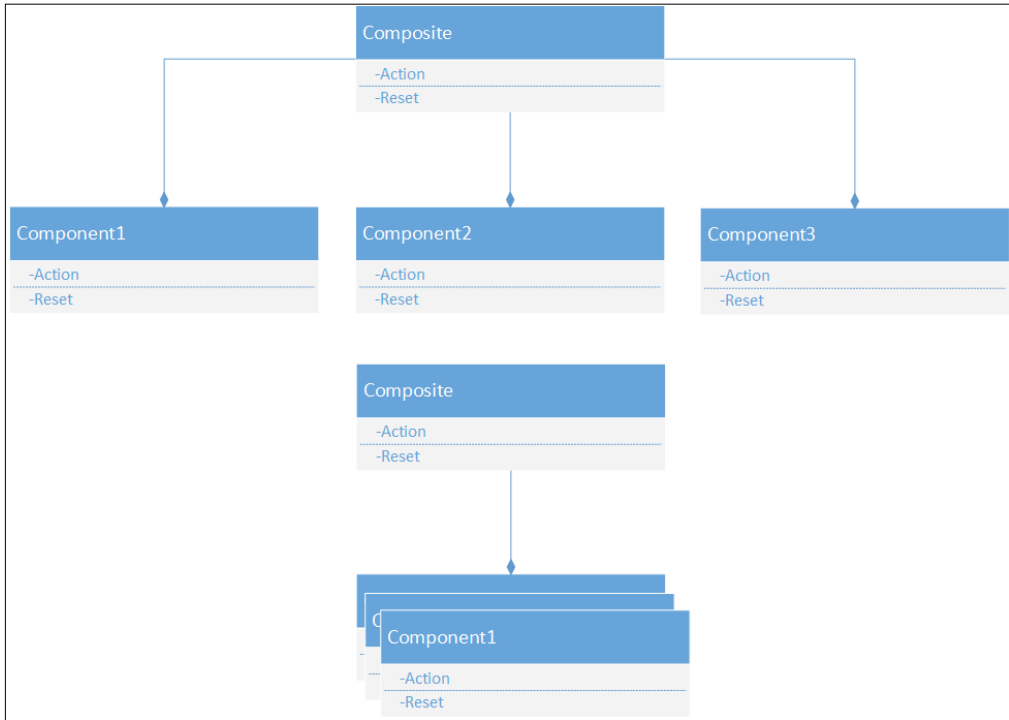 Composite
-Action
-Reset
Component1
-Action
-Reset
Component2
-Action
-Reset
Component3
-Action
-Reset
Composite
-Action
-Reset
Component1
-Action
-Reset